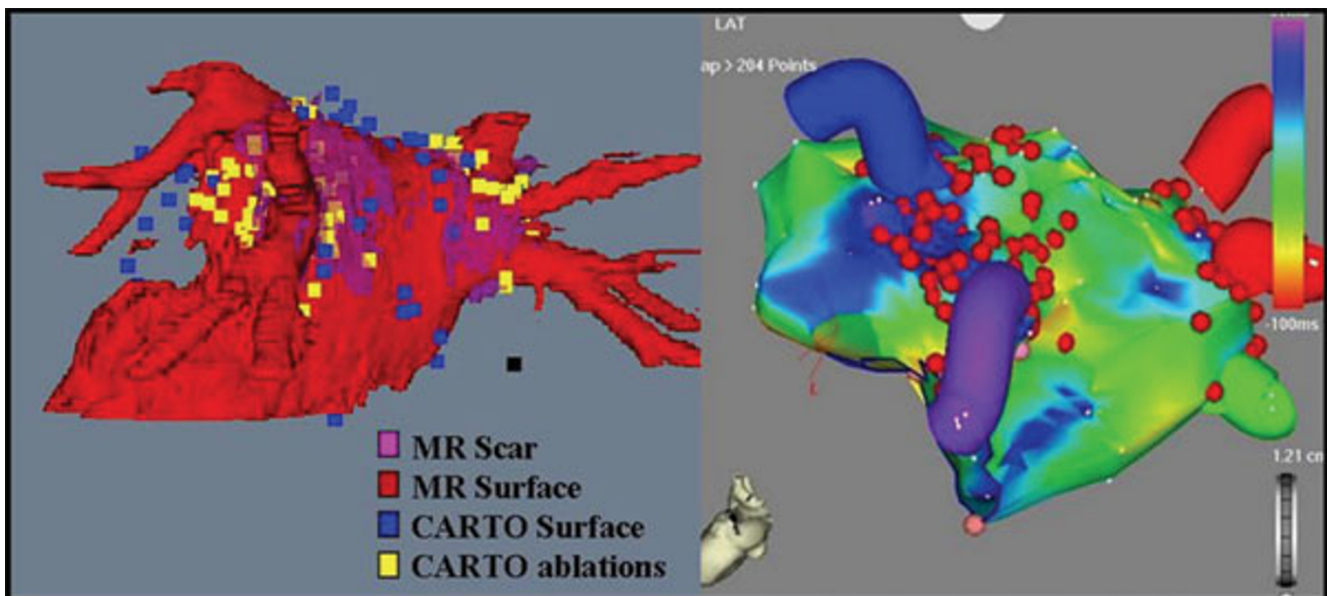 MR Scar
MR Surface
CARTO Surface
CARTO ablations
LAT
ap > 204 Points
-100ms
L
1.21 cm